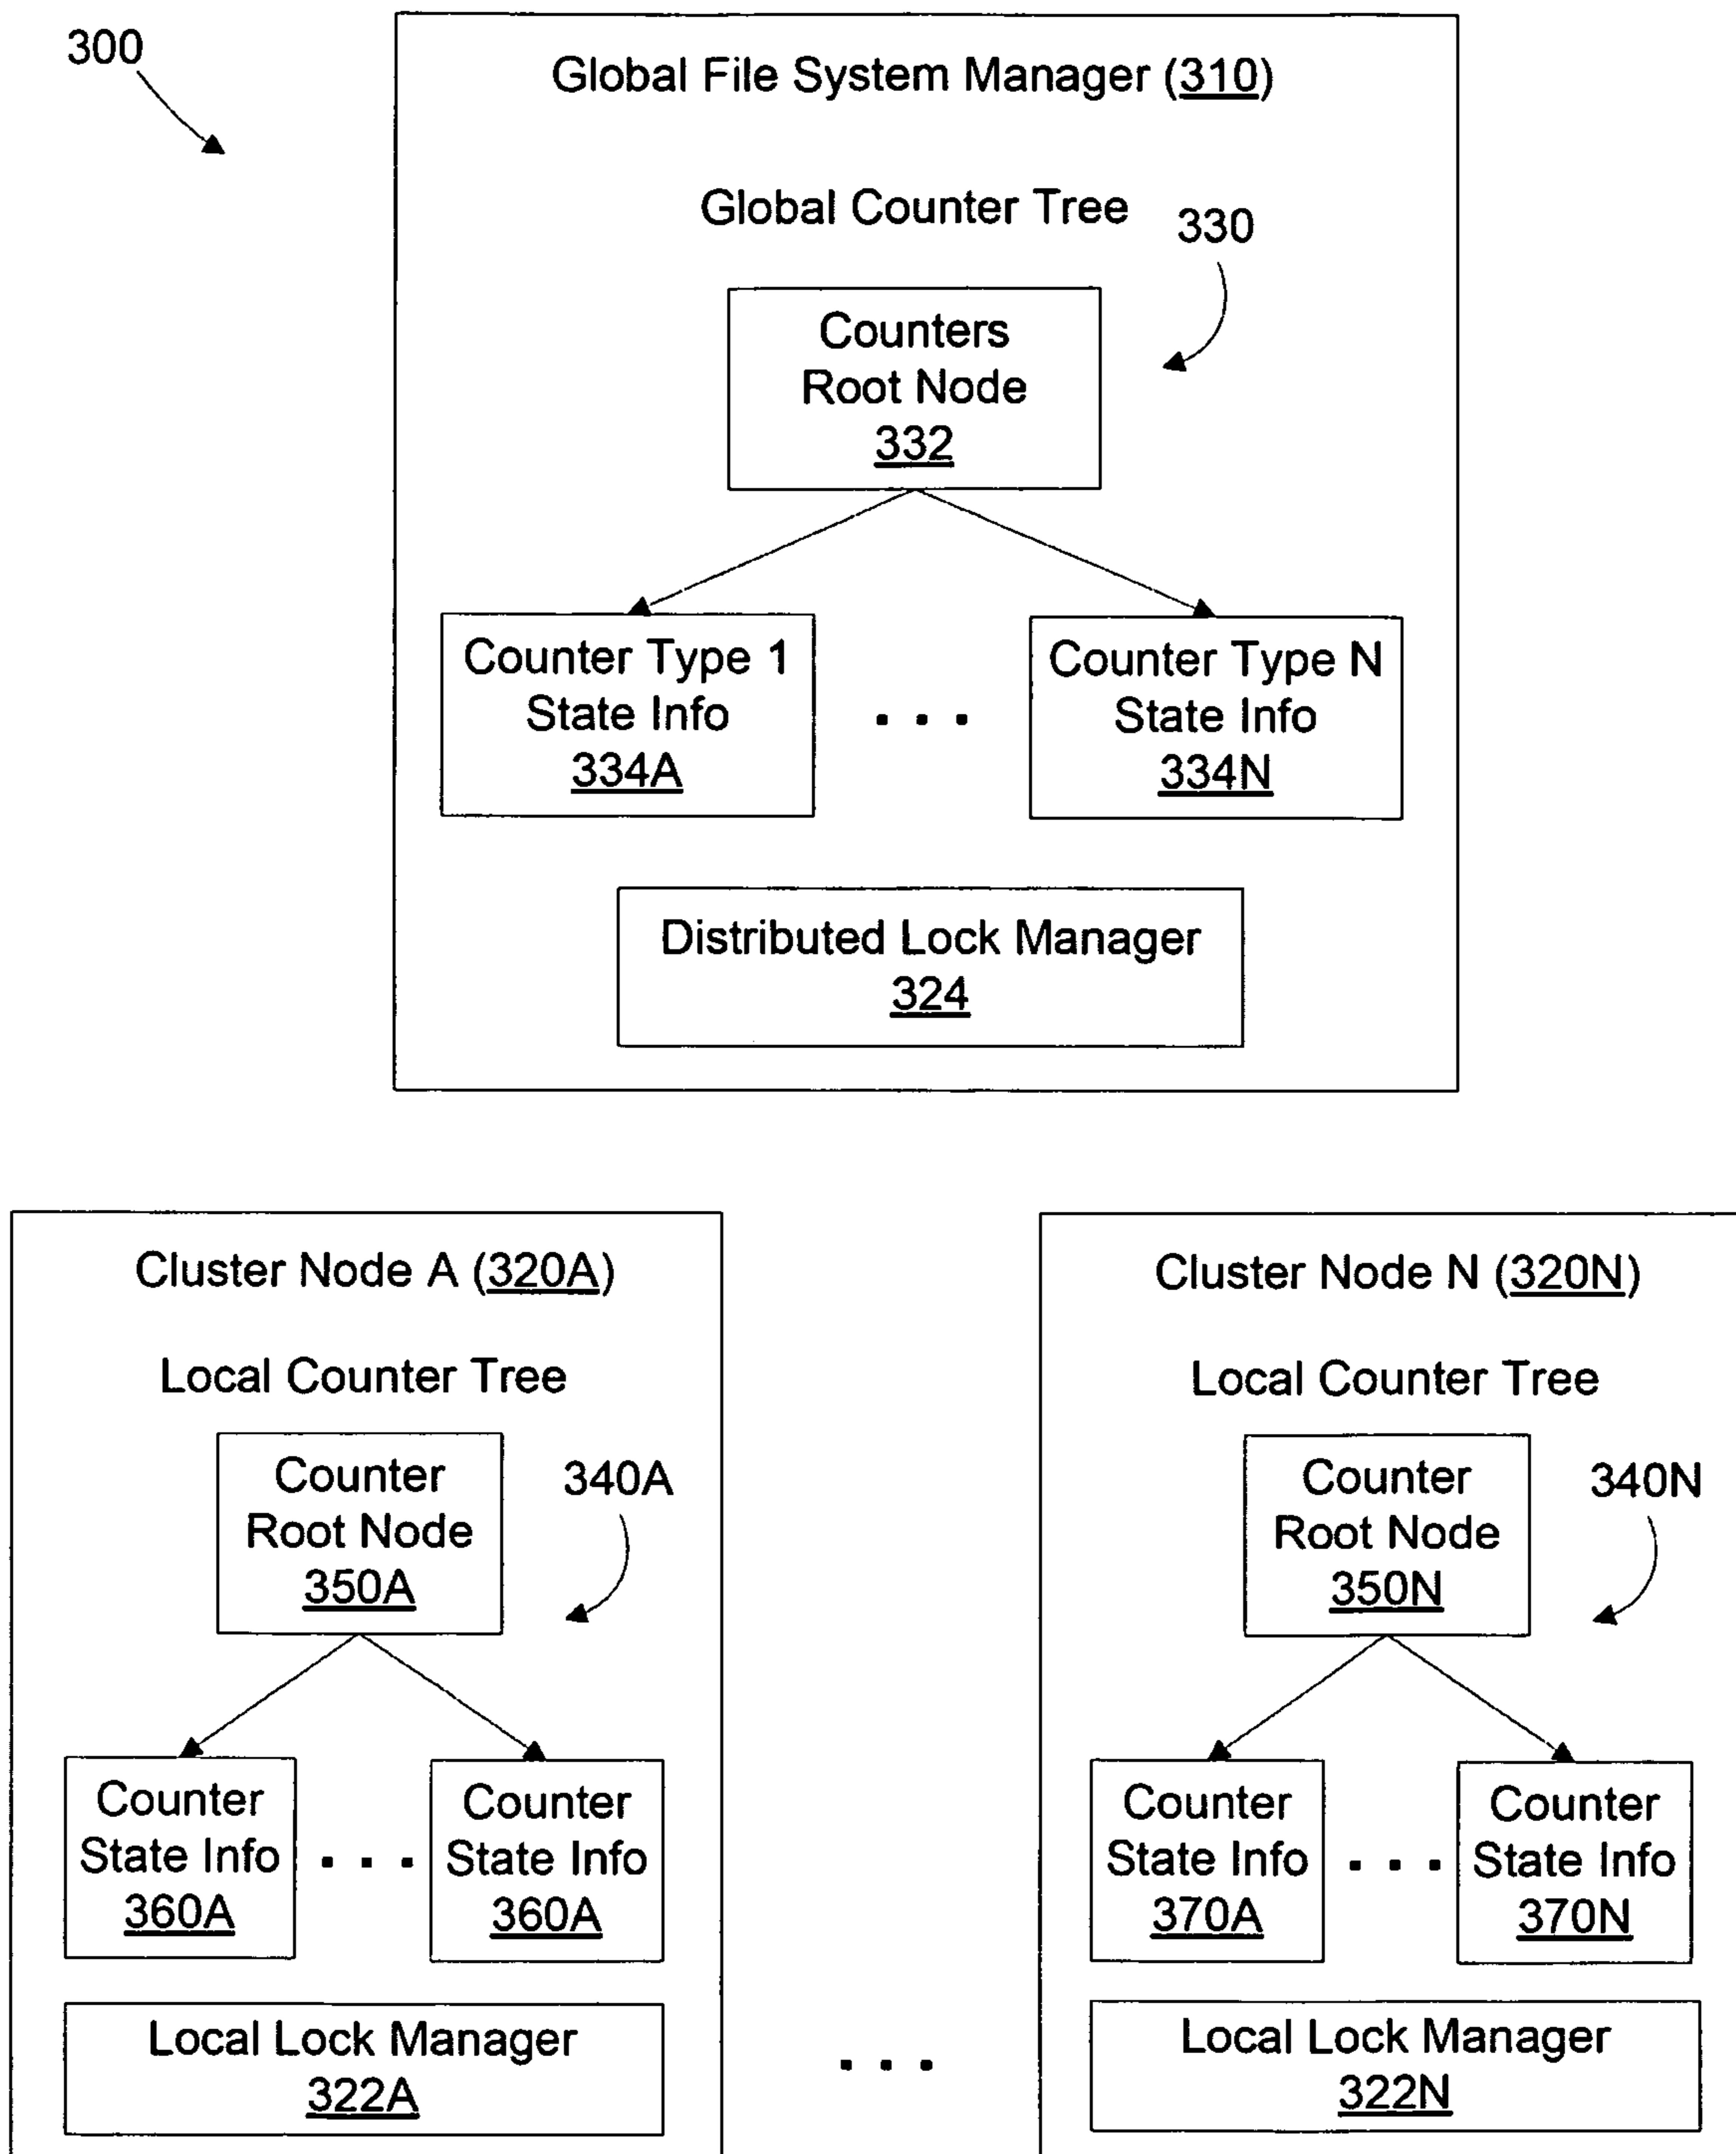 300
Global File System Manager (310)
Global Counter Tree
330
Counters
Root Node
332
Counter Type 1
State Info
334A
. . .
Counter Type N
State Info
334N
Distributed Lock Manager
324
Cluster Node A (320A)
Local Counter Tree
Counter
Root Node
350A
340A
Counter
State Info
360A
. . .
Counter
State Info
360A
Local Lock Manager
322A
. . .
Cluster Node N (320N)
Local Counter Tree
Counter
Root Node
350N
340N
Counter
State Info
370A
. . .
Counter
State Info
370N
Local Lock Manager
322N